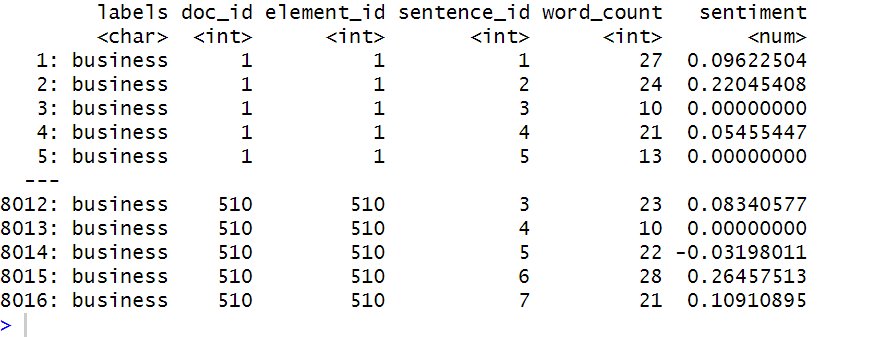 labels doc_id element_id sentence_id word_count sentiment
<char> <int> <int> <int> <int> <num>
1: business 1 1 1 27 0.09622504
2: business 1 1 2 24 0.22045408
3: business 1 1 3 10 0.00000000
4: business 1 1 4 21 0.05455447
5: business 1 1 5 13 0.00000000
---
8012: business 510 510 3 23 0.08340577
8013: business 510 510 4 10 0.00000000
8014: business 510 510 5 22 -0.03198011
8015: business 510 510 6 28 0.26457513
8016: business 510 510 7 21 0.10910895
>